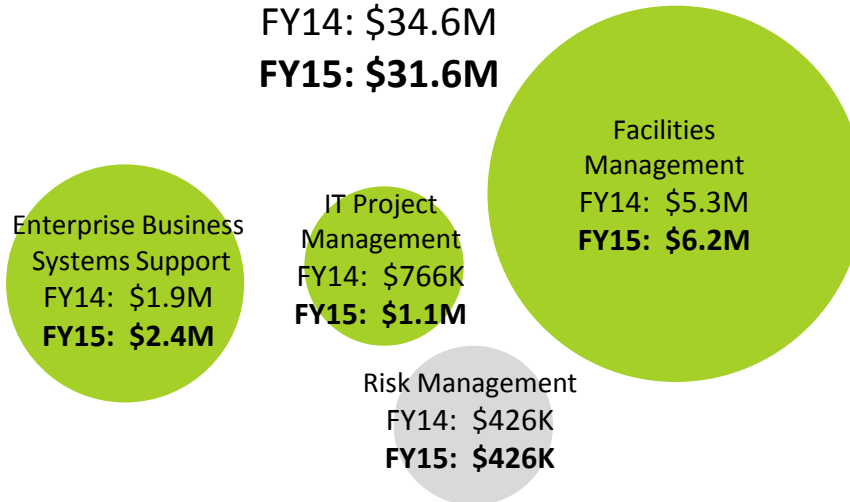 FY14: $34.6M
FY15: $31.6M
Facilities
Management
FY14: $5.3M
FY15: $6.2M
Enterprise Business
Systems Support
FY14: $1.9M
FY15: $2.4M
IT Project
Management
FY14: $766K
FY15: $1.1M
Risk Management
FY14: $426K
FY15: $426K